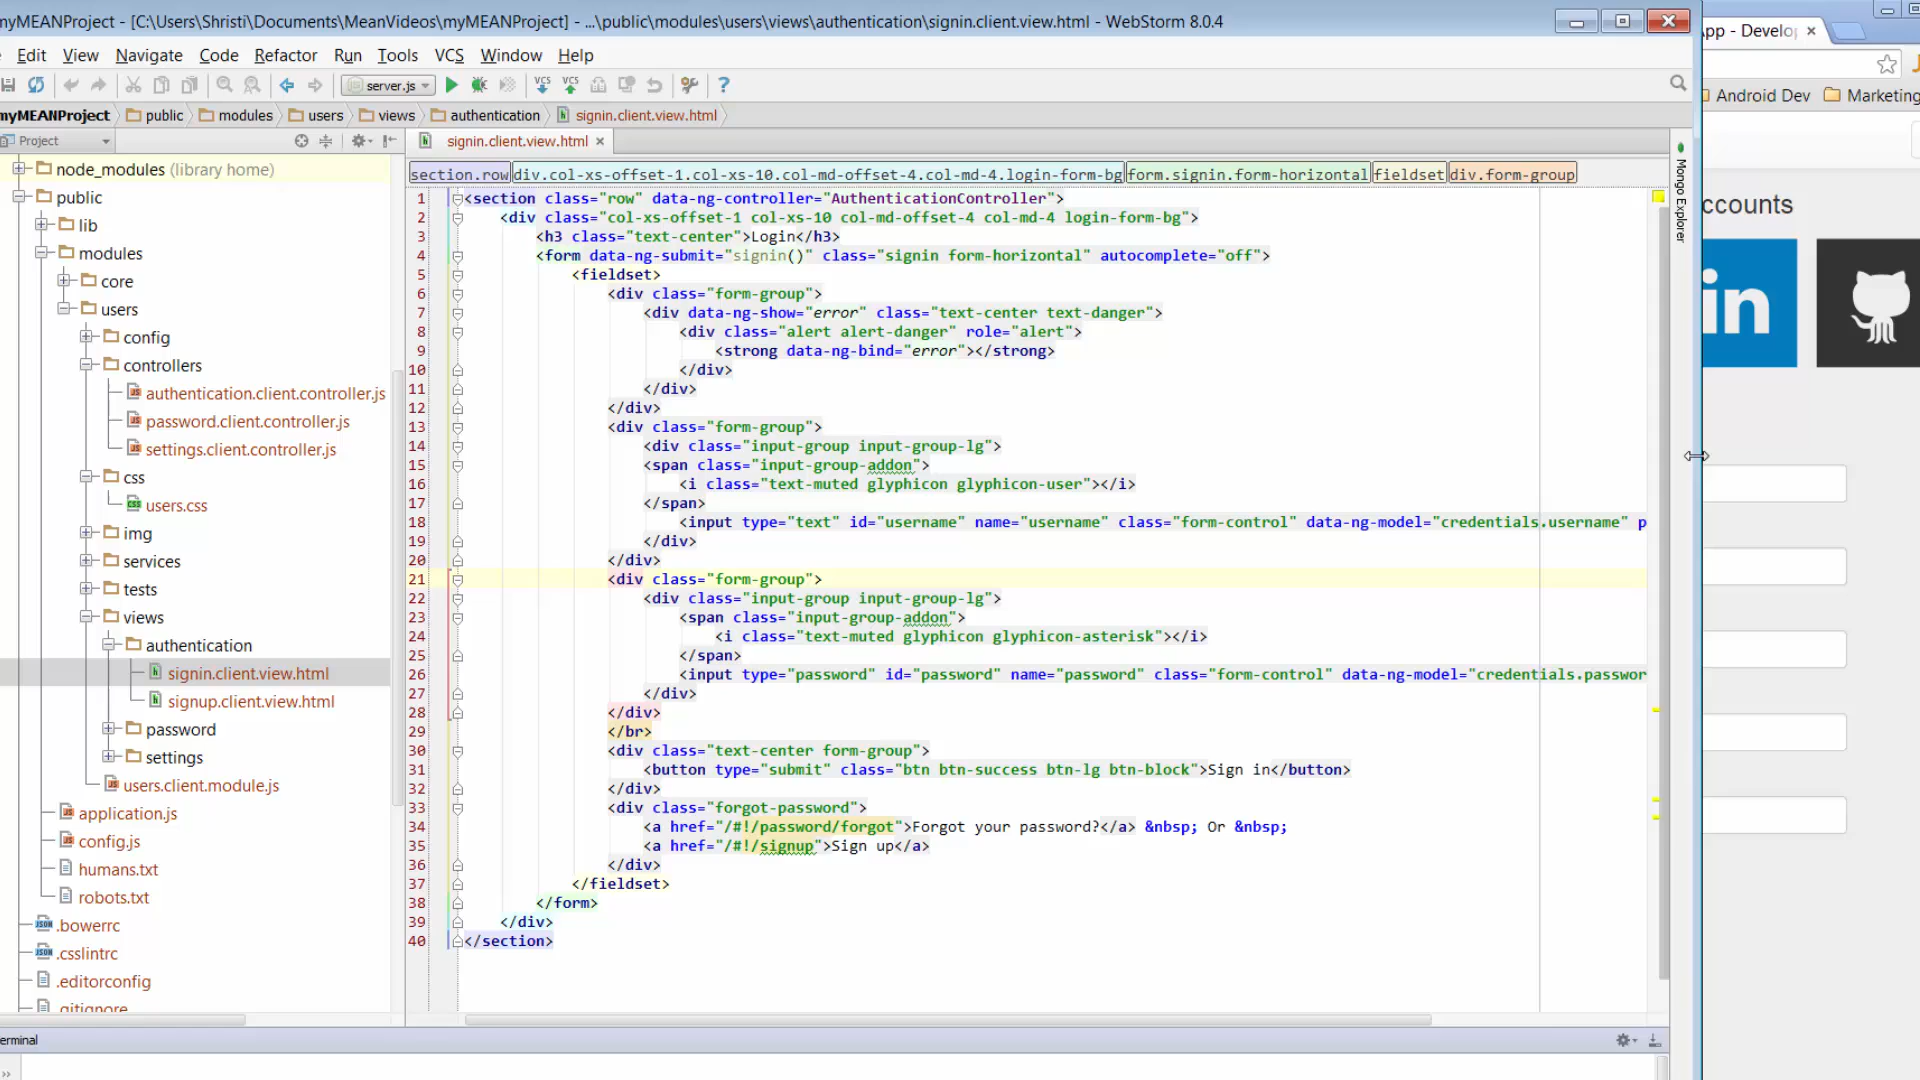 myMEANProject - [C:\Users\Shristi\Documents\MeanVideos\myMEANProject] - ...\public\modules\users\views\authentication\signin.client.view.html - WebStorm 8.0.4
Edit View Navigate Code Refactor Run Tools VCS Window Help
server.js
myMEANProject public modules users views authentication signin.client.view.html
Project
signin.client.view.html
section.row div.col-xs-offset-1.col-xs-10.col-md-offset-4.col-md-4.login-form-bg form.signin.form-horizontal fieldset div.form-group
node_modules (library home)
public
lib
modules
core
users
config
controllers
authentication.client.controller.js
password.client.controller.js
settings.client.controller.js
css
users.css
img
services
tests
views
authentication
signin.client.view.html
signup.client.view.html
password
settings
users.client.module.js
application.js
config.js
humans.txt
robots.txt
.bowerrc
.csslintrc
.editorconfig
.gitignore
1 <section class="row" data-ng-controller="AuthenticationController">
2 <div class="col-xs-offset-1 col-xs-10 col-md-offset-4 col-md-4 login-form-bg">
3 <h3 class="text-center">Login</h3>
4 <form data-ng-submit="signin()" class="signin form-horizontal" autocomplete="off">
5 <fieldset>
6 <div class="form-group">
7 <div data-ng-show="error" class="text-center text-danger">
8 <div class="alert alert-danger" role="alert">
9 <strong data-ng-bind="error"></strong>
10 </div>
11 </div>
12 </div>
13 <div class="form-group">
14 <div class="input-group input-group-lg">
15 <span class="input-group-addon">
16 <i class="text-muted glyphicon glyphicon-user"></i>
17 </span>
18 <input type="text" id="username" name="username" class="form-control" data-ng-model="credentials.username" p
19 </div>
20 </div>
21 <div class="form-group">
22 <div class="input-group input-group-lg">
23 <span class="input-group-addon">
24 <i class="text-muted glyphicon glyphicon-asterisk"></i>
25 </span>
26 <input type="password" id="password" name="password" class="form-control" data-ng-model="credentials.passwor
27 </div>
28 </div>
29 </br>
30 <div class="text-center form-group">
31 <button type="submit" class="btn btn-success btn-lg btn-block">Sign in</button>
32 </div>
33 <div class="forgot-password">
34 <a href="/#!/password/forgot">Forgot your password?</a> &nbsp; Or &nbsp;
35 <a href="/#!/signup">Sign up</a>
36 </div>
37 </fieldset>
38 </form>
39 </div>
40 </section>
Mongo Explorer
erminal
App - Develop
Android Dev Marketing
ccounts
in